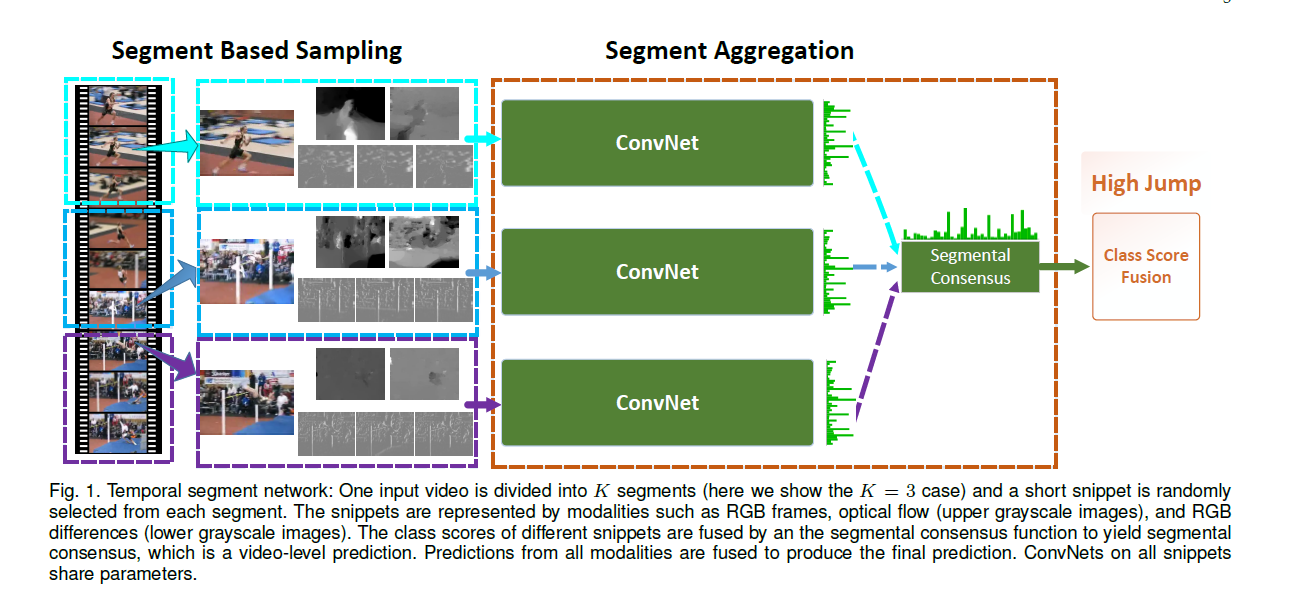 Segment Based Sampling
Segment Aggregation
ConvNet
ConvNet
ConvNet
Segmental
Consensus
High Jump
Class Score
Fusion
Fig. 1. Temporal segment network: One input video is divided into K segments (here we show the K = 3 case) and a short snippet is randomly
selected from each segment. The snippets are represented by modalities such as RGB frames, optical flow (upper grayscale images), and RGB
differences (lower grayscale images). The class scores of different snippets are fused by an the segmental consensus function to yield segmental
consensus, which is a video-level prediction. Predictions from all modalities are fused to produce the final prediction. ConvNets on all snippets
share parameters.